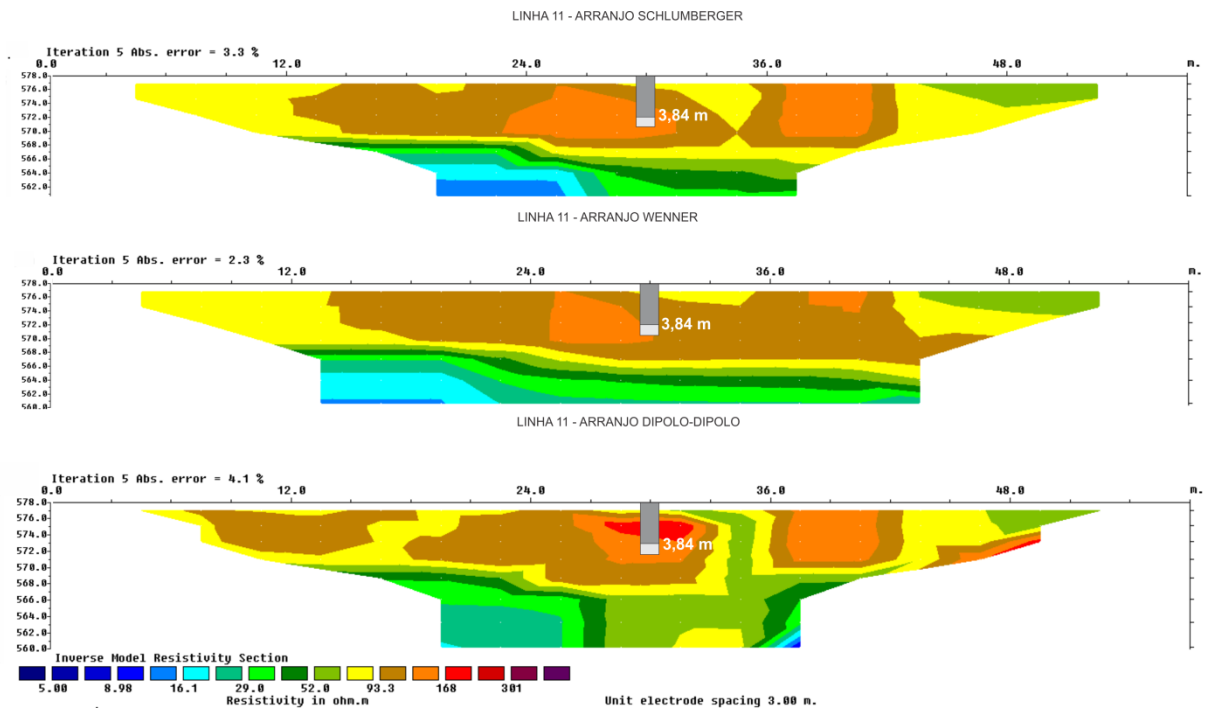 LINHA 11 - ARRANJO SCHLUMBERGER
Iteration 5 Abs. error = 3.3 %
0.0 12.0 24.0 36.0 48.0 m.
578.0
576.0
574.0
572.0
570.0
568.0
566.0
564.0
562.0
3,84 m
LINHA 11 - ARRANJO WENNER
Iteration 5 Abs. error = 2.3 %
0.0 12.0 24.0 36.0 48.0 m.
578.0
576.0
574.0
572.0
570.0
568.0
566.0
564.0
562.0
560.0
3,84 m
LINHA 11 - ARRANJO DIPOLO-DIPOLO
Iteration 5 Abs. error = 4.1 %
0.0 12.0 24.0 36.0 48.0 m.
578.0
576.0
574.0
572.0
570.0
568.0
566.0
564.0
562.0
560.0
3,84 m
Inverse Model Resistivity Section
5.00 8.98 16.1 29.0 52.0 93.3 168 301
Resistivity in ohm.m Unit electrode spacing 3.00 m.